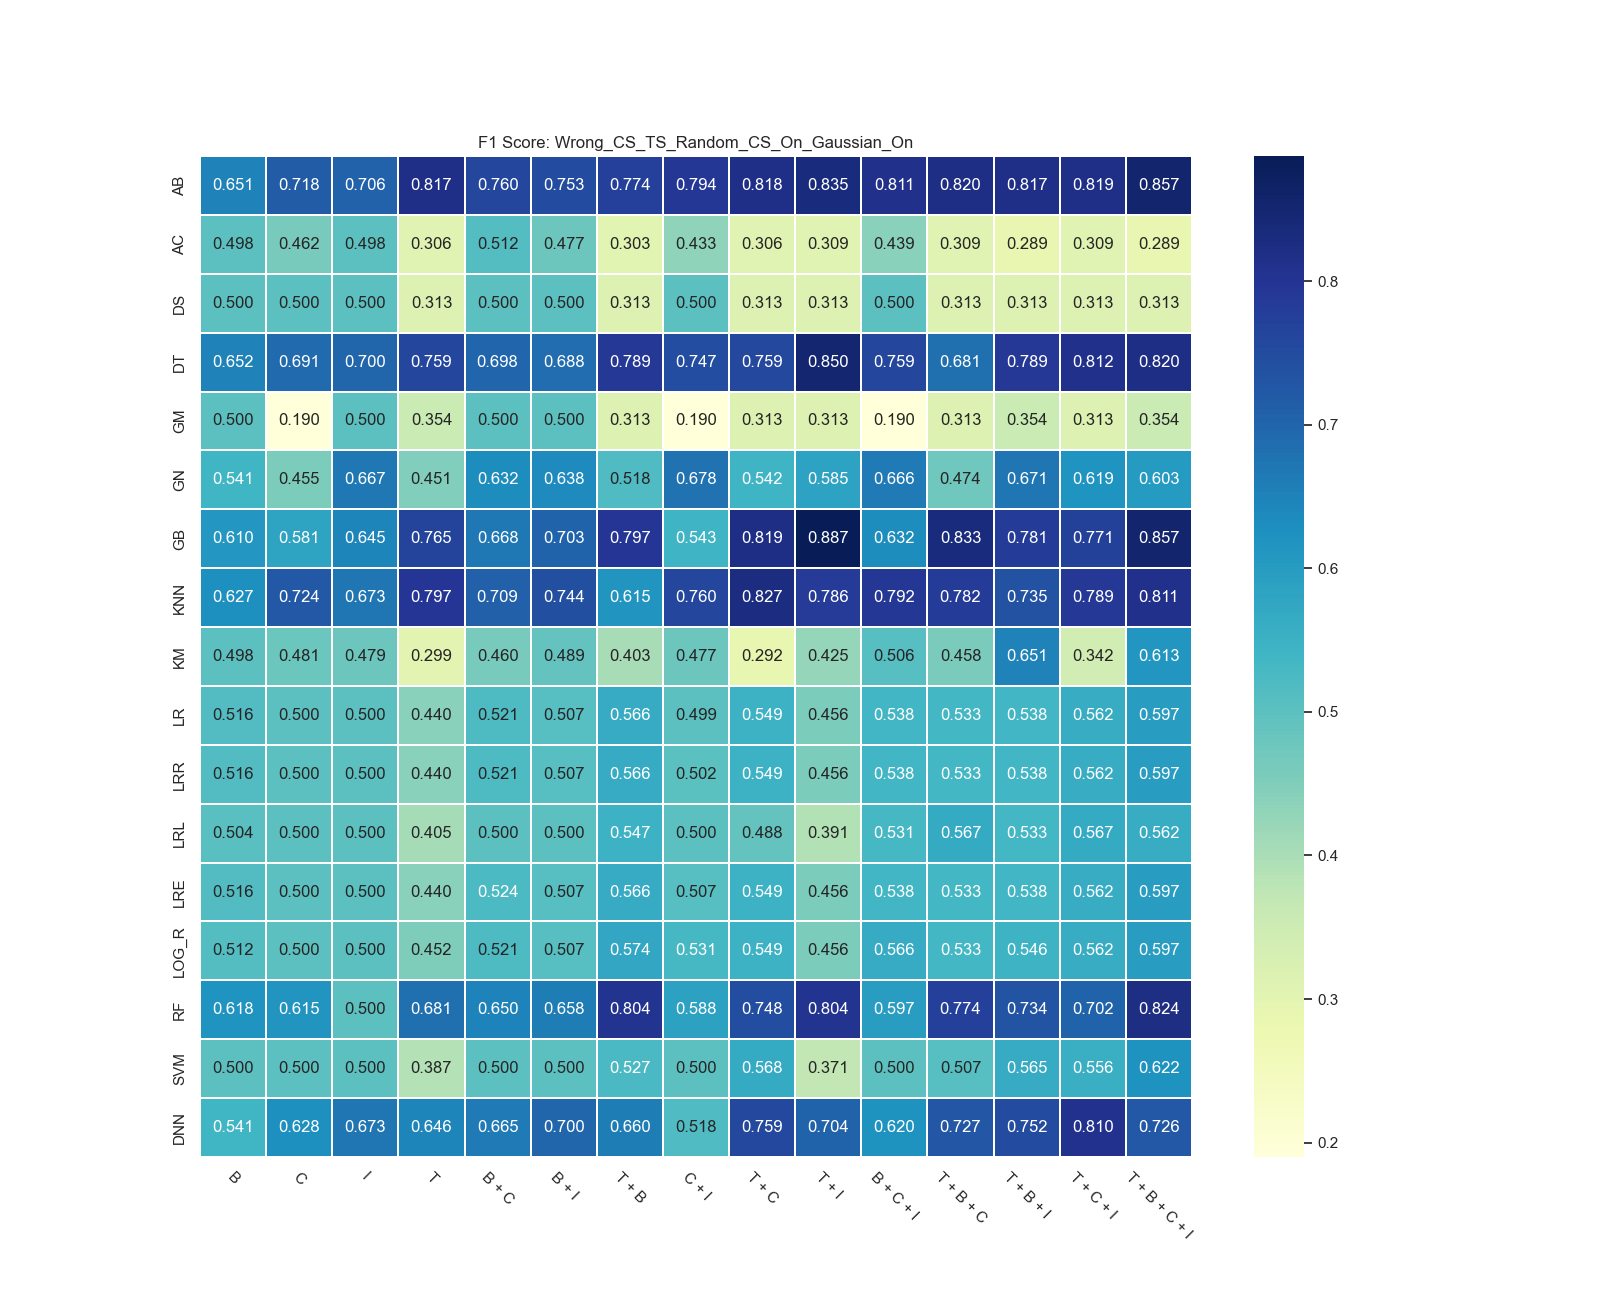 F1 Score: Wrong_CS_TS_Random_CS_On_Gaussian_On
AB 0.651 0.718 0.706 0.817 0.760 0.753 0.774 0.794 0.818 0.835 0.811 0.820 0.817 0.819 0.857
AC 0.498 0.462 0.498 0.306 0.512 0.477 0.303 0.433 0.306 0.309 0.439 0.309 0.289 0.309 0.289
DS 0.500 0.500 0.500 0.313 0.500 0.500 0.313 0.500 0.313 0.313 0.500 0.313 0.313 0.313 0.313
DT 0.652 0.691 0.700 0.759 0.698 0.688 0.789 0.747 0.759 0.850 0.759 0.681 0.789 0.812 0.820
GM 0.500 0.190 0.500 0.354 0.500 0.500 0.313 0.190 0.313 0.313 0.190 0.313 0.354 0.313 0.354
GN 0.541 0.455 0.667 0.451 0.632 0.638 0.518 0.678 0.542 0.585 0.666 0.474 0.671 0.619 0.603
GB 0.610 0.581 0.645 0.765 0.668 0.703 0.797 0.543 0.819 0.887 0.632 0.833 0.781 0.771 0.857
KNN 0.627 0.724 0.673 0.797 0.709 0.744 0.615 0.760 0.827 0.786 0.792 0.782 0.735 0.789 0.811
KM 0.498 0.481 0.479 0.299 0.460 0.489 0.403 0.477 0.292 0.425 0.506 0.458 0.651 0.342 0.613
LR 0.516 0.500 0.500 0.440 0.521 0.507 0.566 0.499 0.549 0.456 0.538 0.533 0.538 0.562 0.597
LRR 0.516 0.500 0.500 0.440 0.521 0.507 0.566 0.502 0.549 0.456 0.538 0.533 0.538 0.562 0.597
LRL 0.504 0.500 0.500 0.405 0.500 0.500 0.547 0.500 0.488 0.391 0.531 0.567 0.533 0.567 0.562
LRE 0.516 0.500 0.500 0.440 0.524 0.507 0.566 0.507 0.549 0.456 0.538 0.533 0.538 0.562 0.597
LOG_R 0.512 0.500 0.500 0.452 0.521 0.507 0.574 0.531 0.549 0.456 0.566 0.533 0.546 0.562 0.597
RF 0.618 0.615 0.500 0.681 0.650 0.658 0.804 0.588 0.748 0.804 0.597 0.774 0.734 0.702 0.824
SVM 0.500 0.500 0.500 0.387 0.500 0.500 0.527 0.500 0.568 0.371 0.500 0.507 0.565 0.556 0.622
DNN 0.541 0.628 0.673 0.646 0.665 0.700 0.660 0.518 0.759 0.704 0.620 0.727 0.752 0.810 0.726
B C I T B + C B + I T + B C + I T + C T + I B + C + I T + B + C T + B + I T + C + I T + B + C + I
0.8
0.7
0.6
0.5
0.4
0.3
0.2